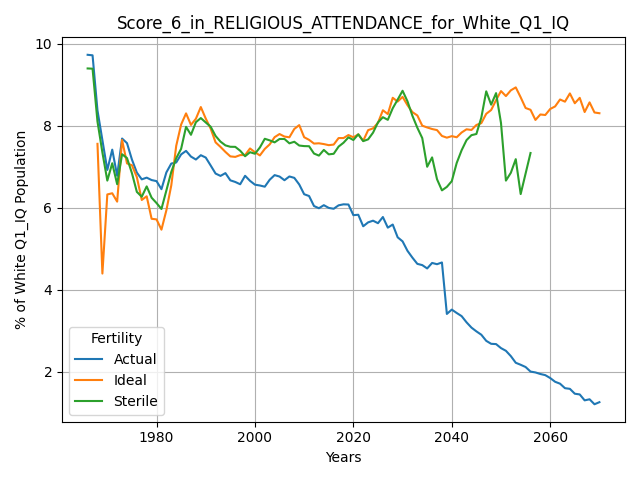 Score_6_in_RELIGIOUS_ATTENDANCE_for_White_Q1_IQ
% of White Q1_IQ Population
10
8
6
4
2
Fertility
Actual
Ideal
Sterile
1980 2000 2020 2040 2060
Years